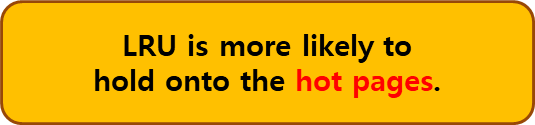 LRU is more likely to
hold onto the hot pages.